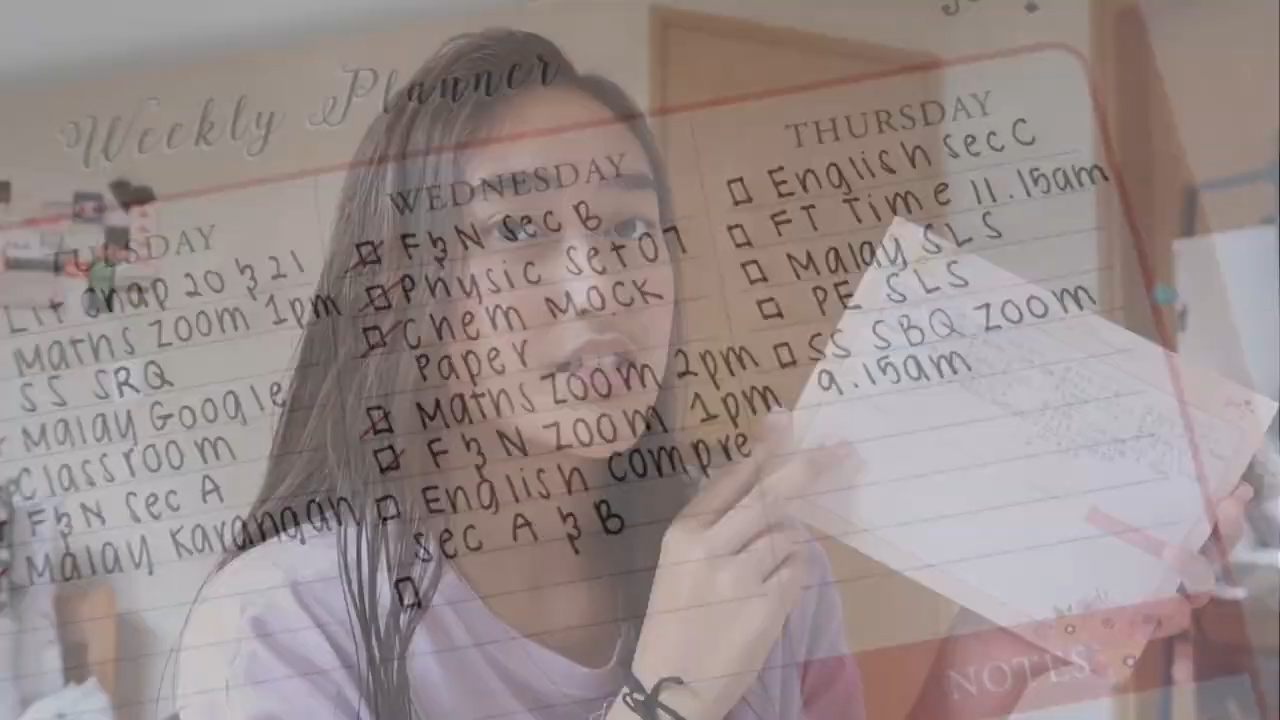 Weekly Planner
TUESDAY
Lit chap 20 & 21
Maths zoom 1pm
SS SRQ
Malay Google
Classroom
F&N sec A
Malay Karangan
WEDNESDAY
F&N sec B
Physic set 07
Chem Mock
Paper
Maths zoom 2pm
F&N zoom 1pm
English compre
sec A & B
THURSDAY
English sec C
FT Time 11.15am
Malay SLS
PE SLS
SS SBQ zoom
9.15am
NOTES